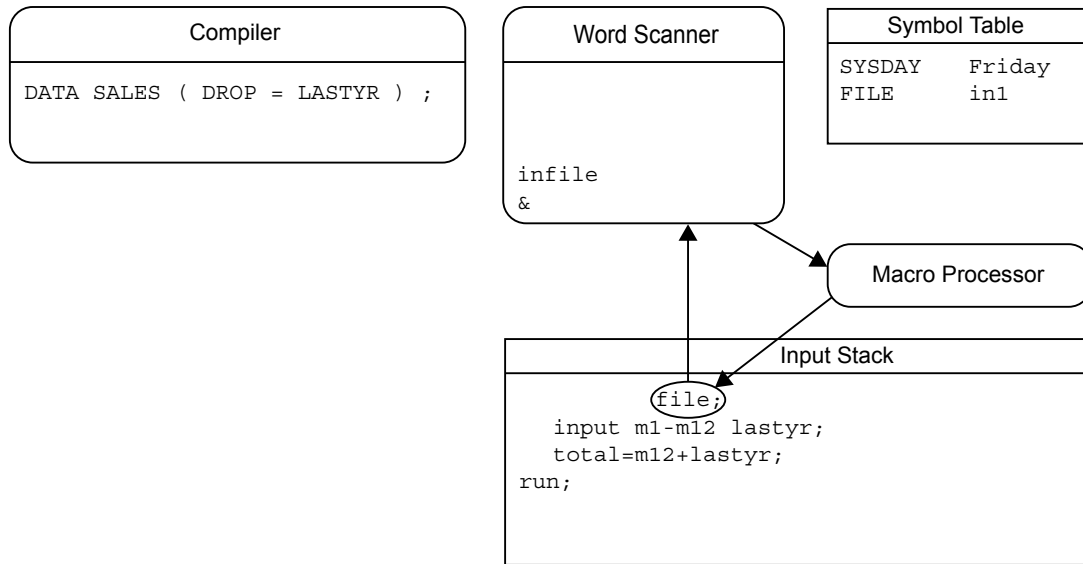 Compiler
DATA SALES ( DROP = LASTYR ) ;
Word Scanner
infile
&
Symbol Table
SYSDAY Friday
FILE in1
Macro Processor
Input Stack
file;
input m1-m12 lastyr;
total=m12+lastyr;
run;